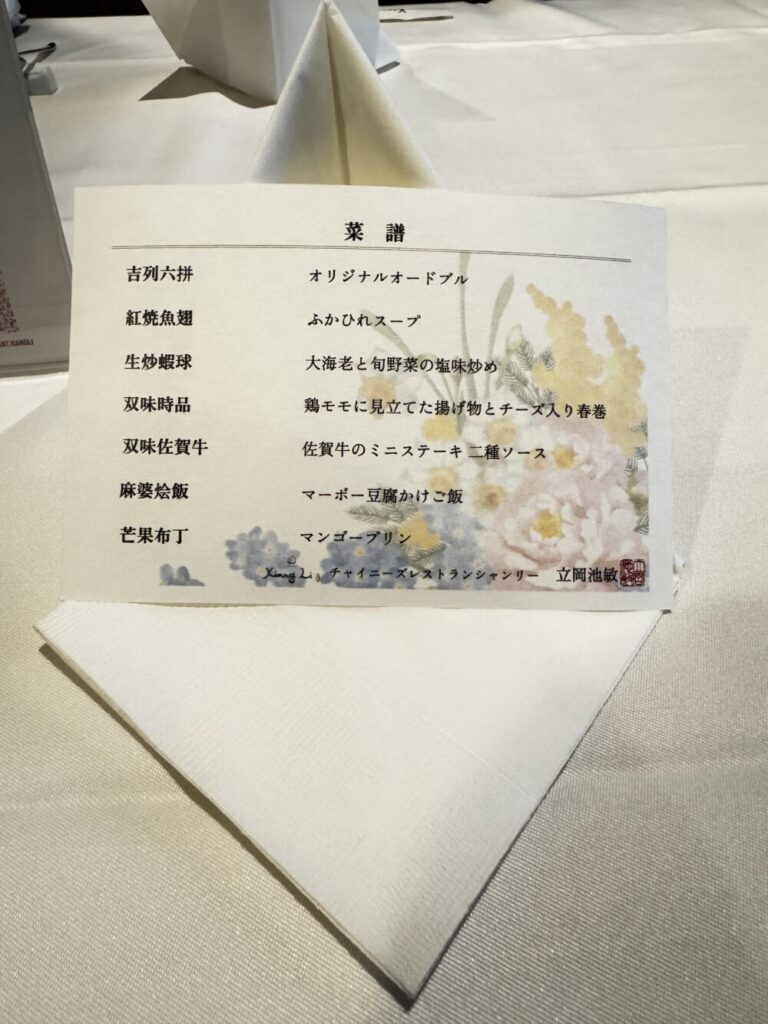 菜 譜
吉列六拼 オリジナルオードブル
紅焼魚翅 ふかひれスープ
生炒蝦球 大海老と旬野菜の塩味炒め
双味時品 鶏モモに見立てた揚げ物とチーズ入り春巻
双味佐賀牛 佐賀牛のミニステーキ 二種ソース
麻婆烩飯 マーボー豆腐かけご飯
芒果布丁 マンゴープリン
Xiang Li チャイニーズレストランシャンリー 立岡池敏